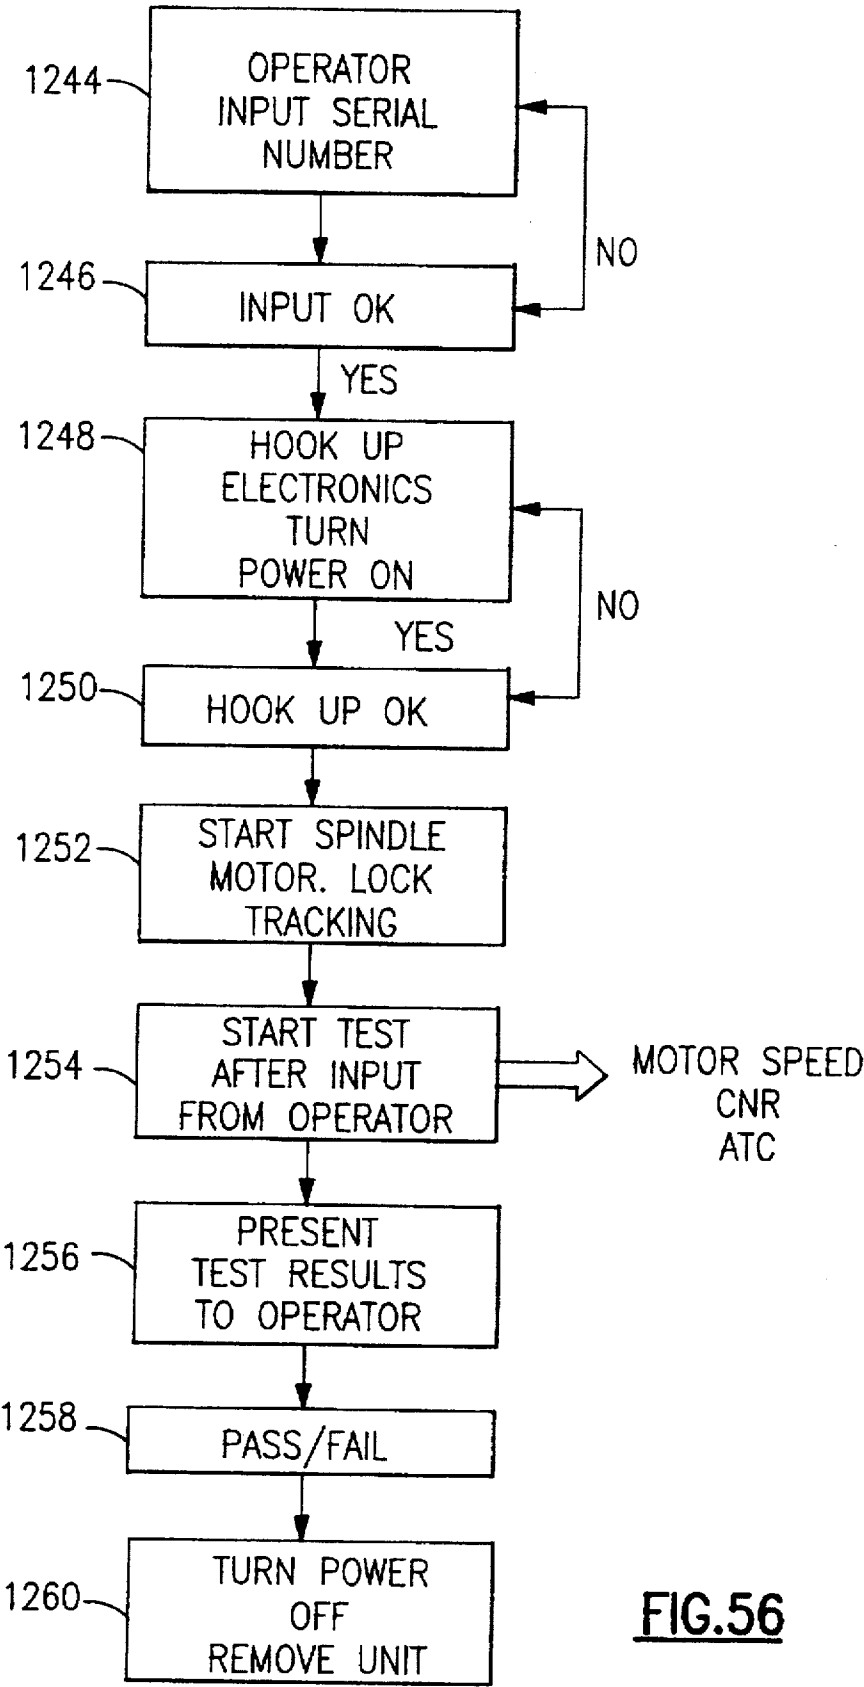 1244
OPERATOR
INPUT SERIAL
NUMBER
NO
1246
INPUT OK
YES
1248
HOOK UP
ELECTRONICS
TURN
POWER ON
NO
YES
1250
HOOK UP OK
1252
START SPINDLE
MOTOR. LOCK
TRACKING
1254
START TEST
AFTER INPUT
FROM OPERATOR
MOTOR SPEED
CNR
ATC
1256
PRESENT
TEST RESULTS
TO OPERATOR
1258
PASS/FAIL
1260
TURN POWER
OFF
REMOVE UNIT
FIG.56